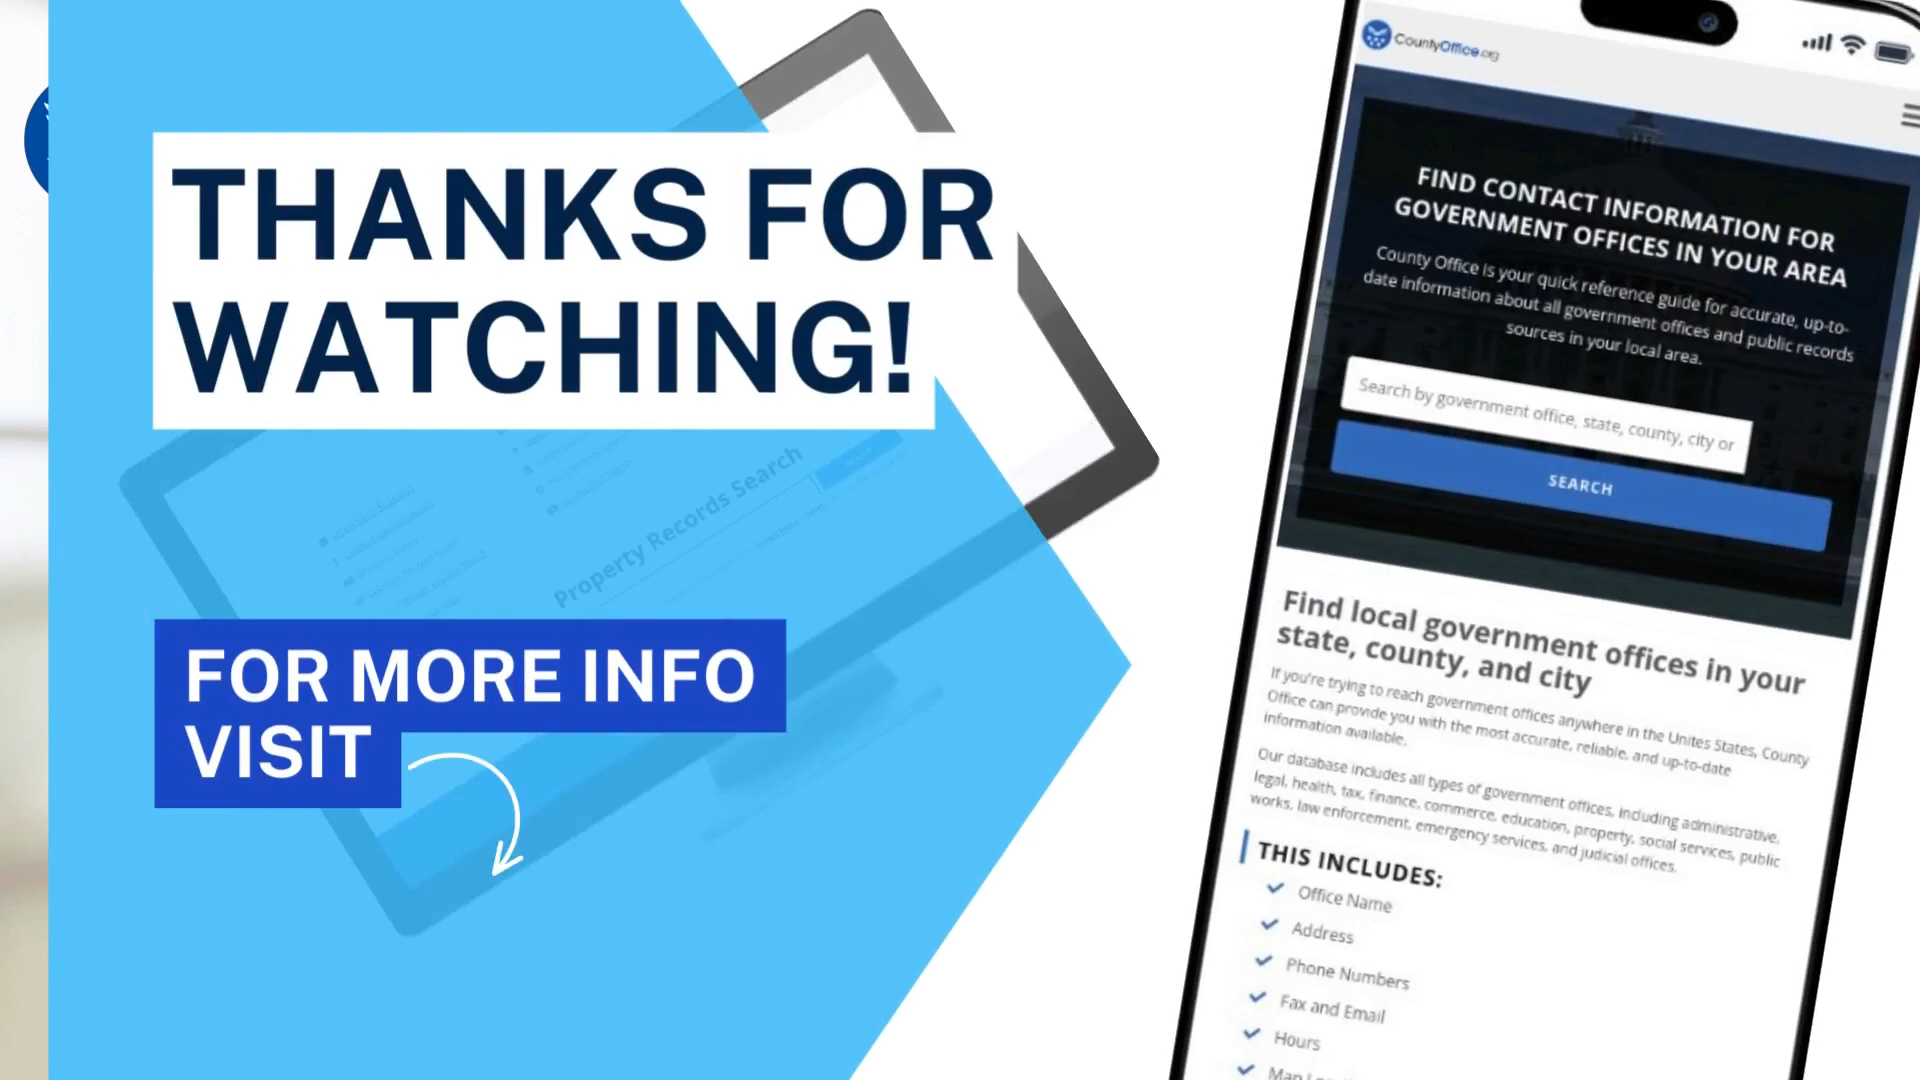 THANKS FOR
WATCHING!
FOR MORE INFO
VISIT
Property Records Search
CountyOffice.org
FIND CONTACT INFORMATION FOR
GOVERNMENT OFFICES IN YOUR AREA
County Office is your quick reference guide for accurate, up-to-
date information about all government offices and public records
sources in your local area.
Search by government office, state, county, city or
SEARCH
Find local government offices in your
state, county, and city
If you're trying to reach government offices anywhere in the Unites States, County
Office can provide you with the most accurate, reliable, and up-to-date
information available.
Our database includes all types of government offices, including administrative,
legal, health, tax, finance, commerce, education, property, social services, public
works, law enforcement, emergency services, and judicial offices.
THIS INCLUDES:
Office Name
Address
Phone Numbers
Fax and Email
Hours